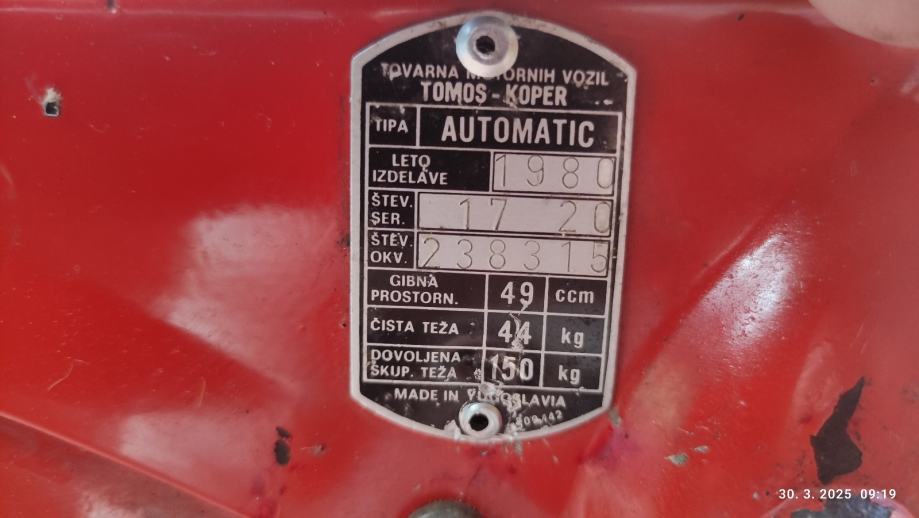 TOVARNA MOTORNIH VOZIL
TOMOS - KOPER
TIPA AUTOMATIC
LETO IZDELAVE 1980
ŠTEV. SER. 17 20
ŠTEV. OKV. 238315
GIBNA PROSTORN. 49 ccm
ČISTA TEŽA 44 kg
DOVOLJENA SKUP. TEŽA 150 kg
MADE IN YUGOSLAVIA
30. 3. 2025 09:19